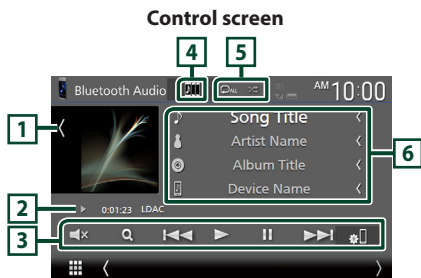 Control screen
4 5
Bluetooth Audio ALL AM 10:00
1
Song Title
Artist Name
6
Album Title
Device Name
2
0:01:23 LDAC
3